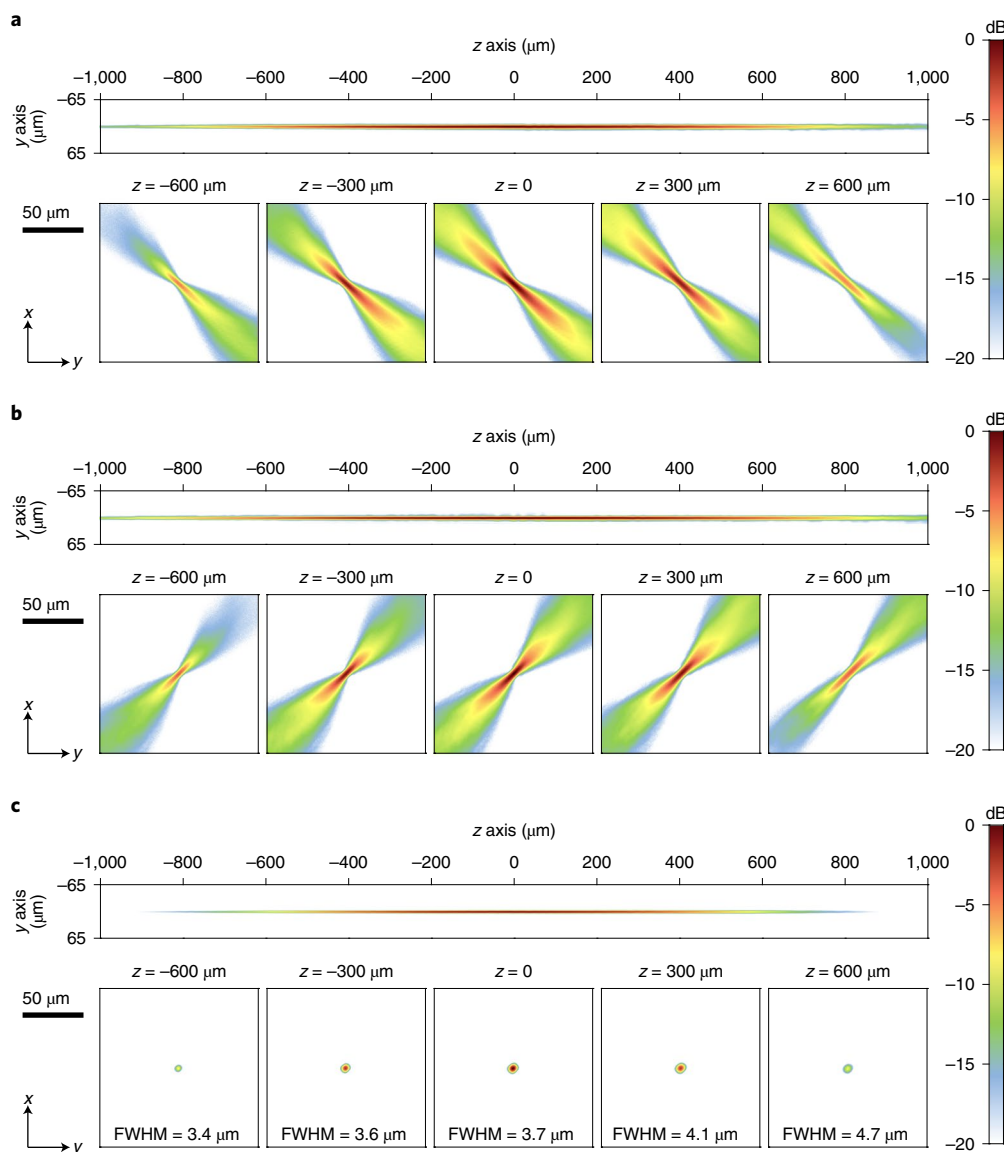 a
dB
z axis (μm)
0
–1,000 –800 –600 –400 –200 0 200 400 600 800 1,000
–65
y axis
(μm)
65
–5
z = –600 μm z = –300 μm z = 0 z = 300 μm z = 600 μm
50 μm
–10
–15
x
y
–20
b
dB
z axis (μm)
0
–1,000 –800 –600 –400 –200 0 200 400 600 800 1,000
–65
y axis
(μm)
65
–5
z = –600 μm z = –300 μm z = 0 z = 300 μm z = 600 μm
50 μm
–10
–15
x
y
–20
c
dB
z axis (μm)
0
–1,000 –800 –600 –400 –200 0 200 400 600 800 1,000
–65
y axis
(μm)
65
–5
z = –600 μm z = –300 μm z = 0 z = 300 μm z = 600 μm
50 μm
–10
–15
x
y
FWHM = 3.4 μm FWHM = 3.6 μm FWHM = 3.7 μm FWHM = 4.1 μm FWHM = 4.7 μm
–20